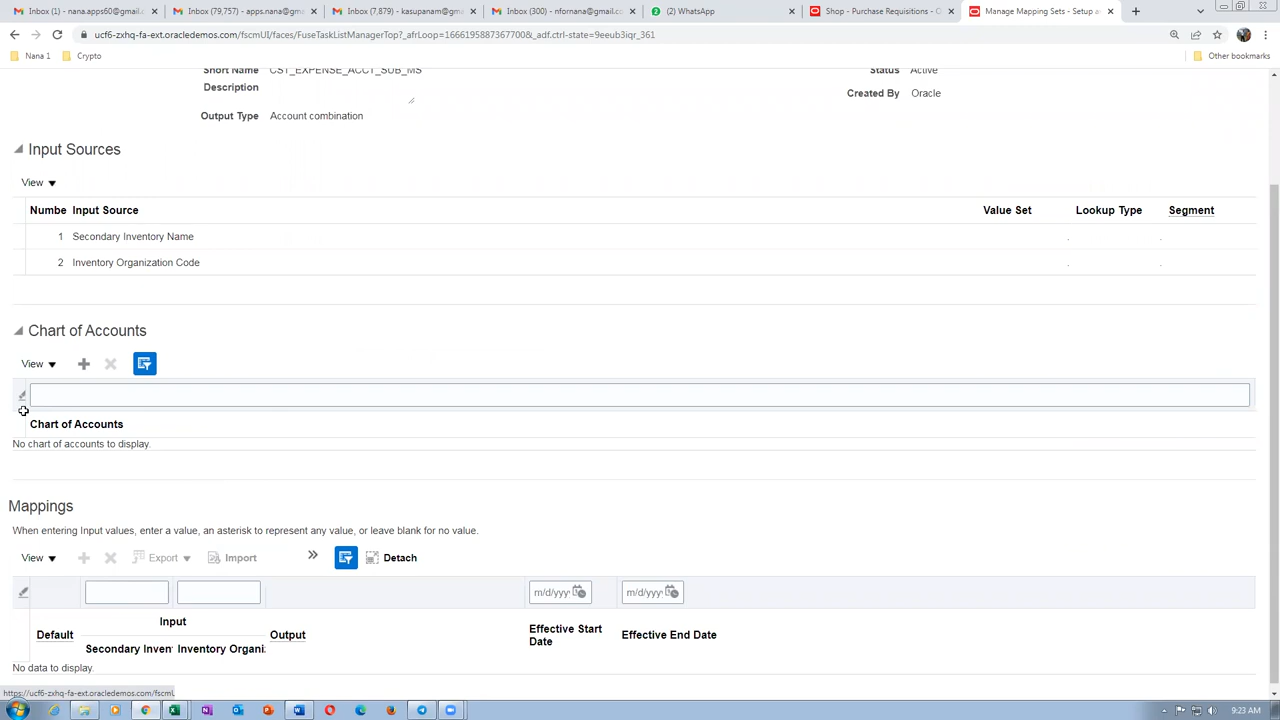 Inbox (1) - nana.apps60@gmail.co
Inbox (79,757) - apps.nana@gma
Inbox (7,879) - kasupanam@gma
Inbox (300) - nfornana@gmail.co
(2) WhatsApp
Shop - Purchase Requisitions - O
Manage Mapping Sets - Setup a
ucf6-zxhq-fa-ext.oracledemos.com/fscmUI/faces/FuseTaskListManagerTop?_afrLoop=1666195887367700&_adf.ctrl-state=9eeub3iqr_361
Nana 1
Crypto
Other bookmarks
Short Name CST_EXPENSE_ACCT_SUB_MS
Status Active
Description
Created By Oracle
Output Type Account combination
Input Sources
View
Numbe Input Source Value Set Lookup Type Segment
1 Secondary Inventory Name
2 Inventory Organization Code
Chart of Accounts
View
Chart of Accounts
No chart of accounts to display.
Mappings
When entering Input values, enter a value, an asterisk to represent any value, or leave blank for no value.
View Export Import » Detach
m/d/yyy m/d/yyy
Input
Default Output Effective Start Date Effective End Date
Secondary Inven Inventory Organi
No data to display.
https://ucf6-zxhq-fa-ext.oracledemos.com/fscmU
9:23 AM